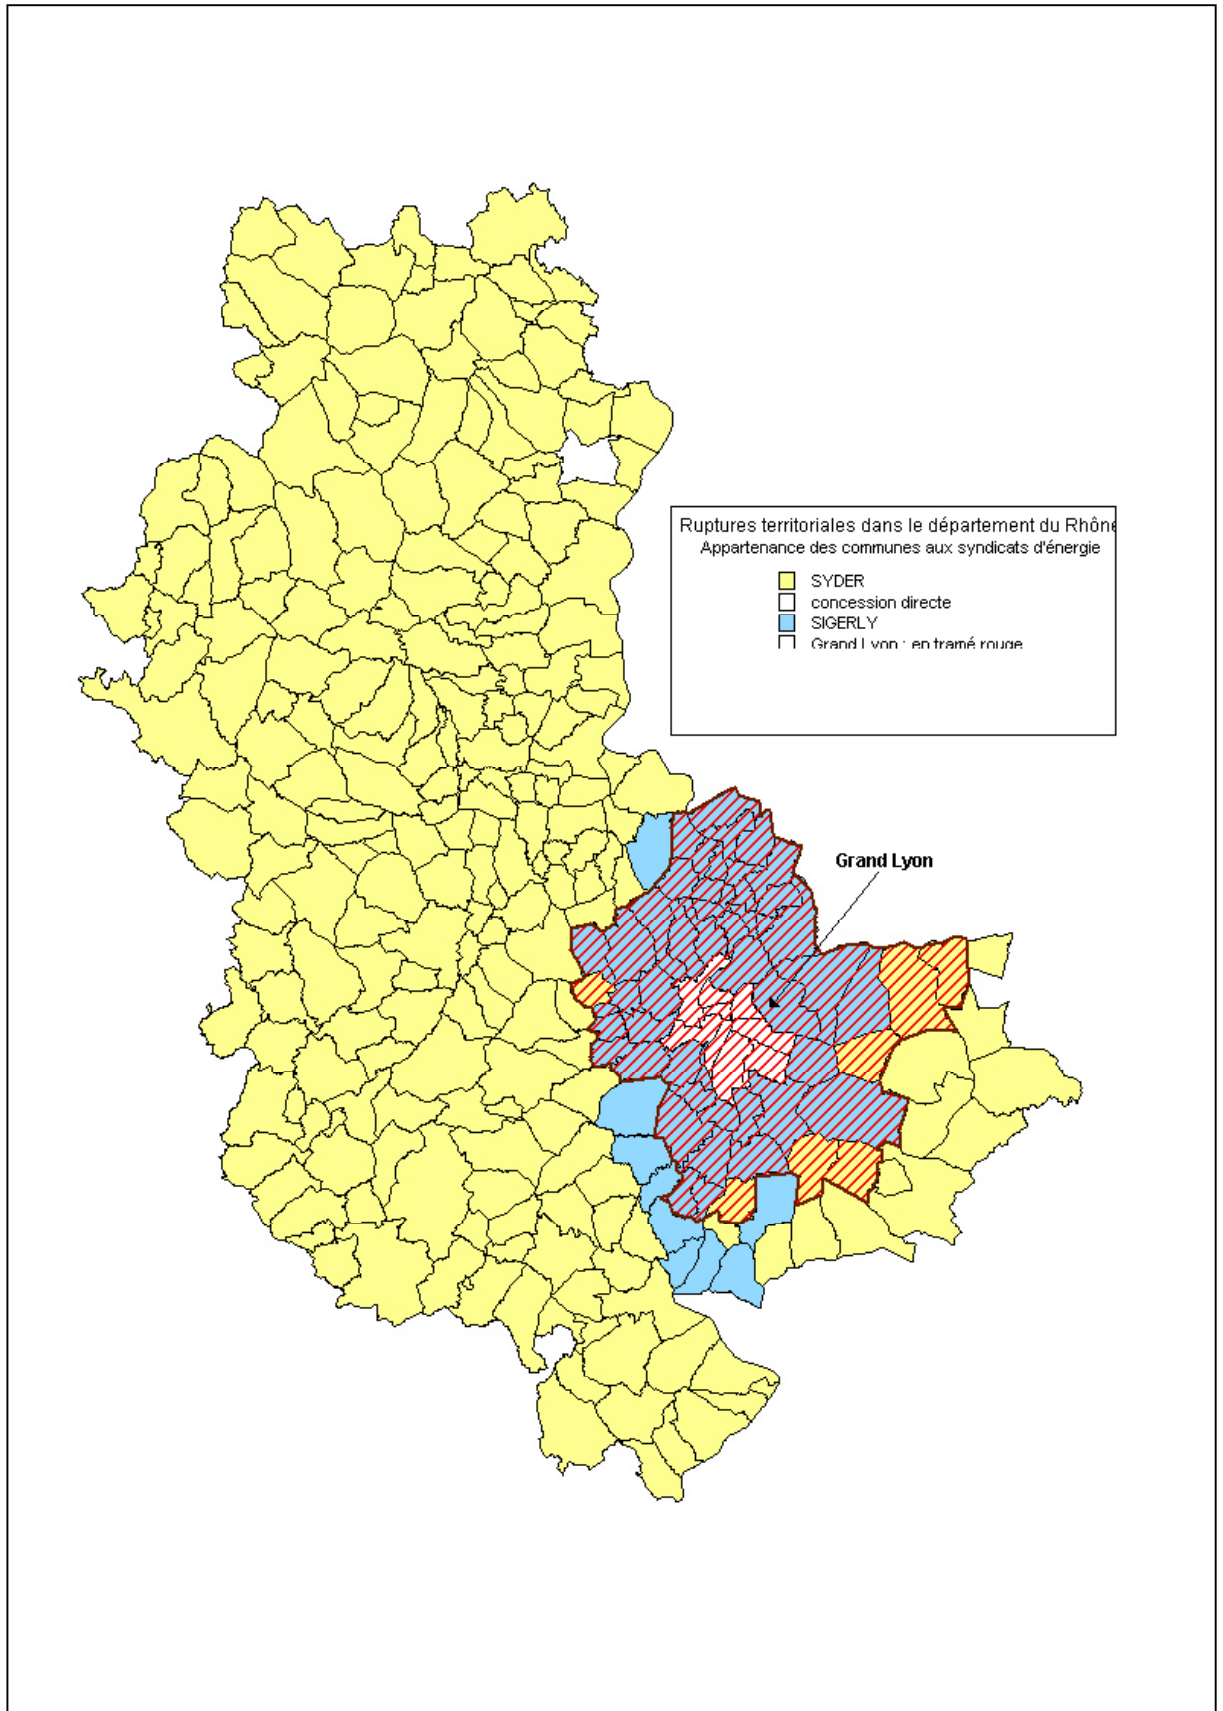 Ruptures territoriales dans le département du Rhône
Appartenance des communes aux syndicats d'énergie
SYDER
concession directe
SIGERLY
Grand Lyon : en tramé rouge
Grand Lyon